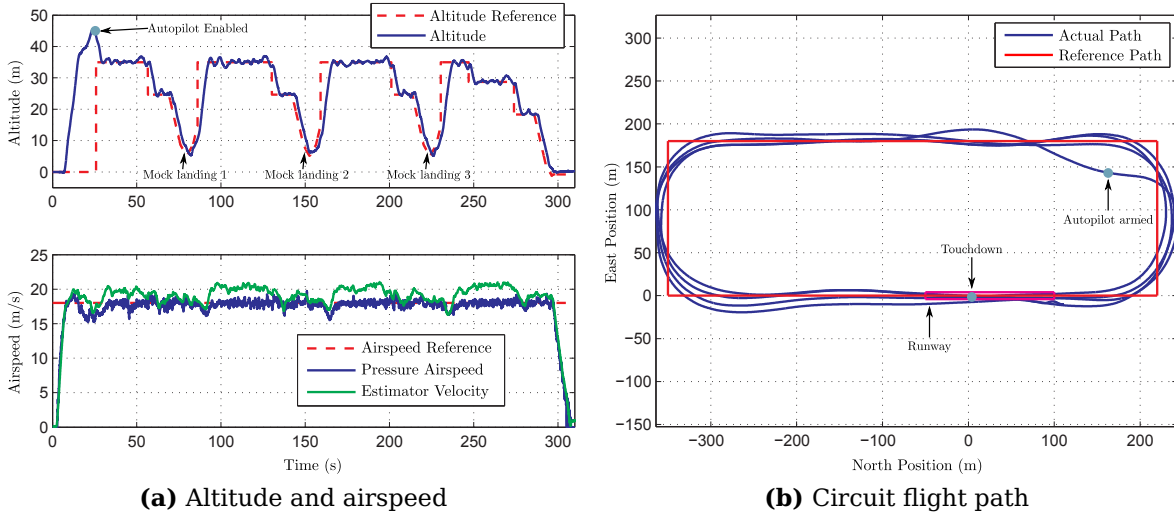 50
40
30
20
10
0
Altitude (m)
Autopilot Enabled
Altitude Reference
Altitude
Mock landing 1
Mock landing 2
Mock landing 3
0 50 100 150 200 250 300
25
20
15
10
5
0
Airspeed (m/s)
Airspeed Reference
Pressure Airspeed
Estimator Velocity
0 50 100 150 200 250 300
Time (s)
(a) Altitude and airspeed
300
250
200
150
100
50
0
−50
−100
−150
East Position (m)
Actual Path
Reference Path
Autopilot armed
Touchdown
Runway
−300 −200 −100 0 100 200
North Position (m)
(b) Circuit flight path